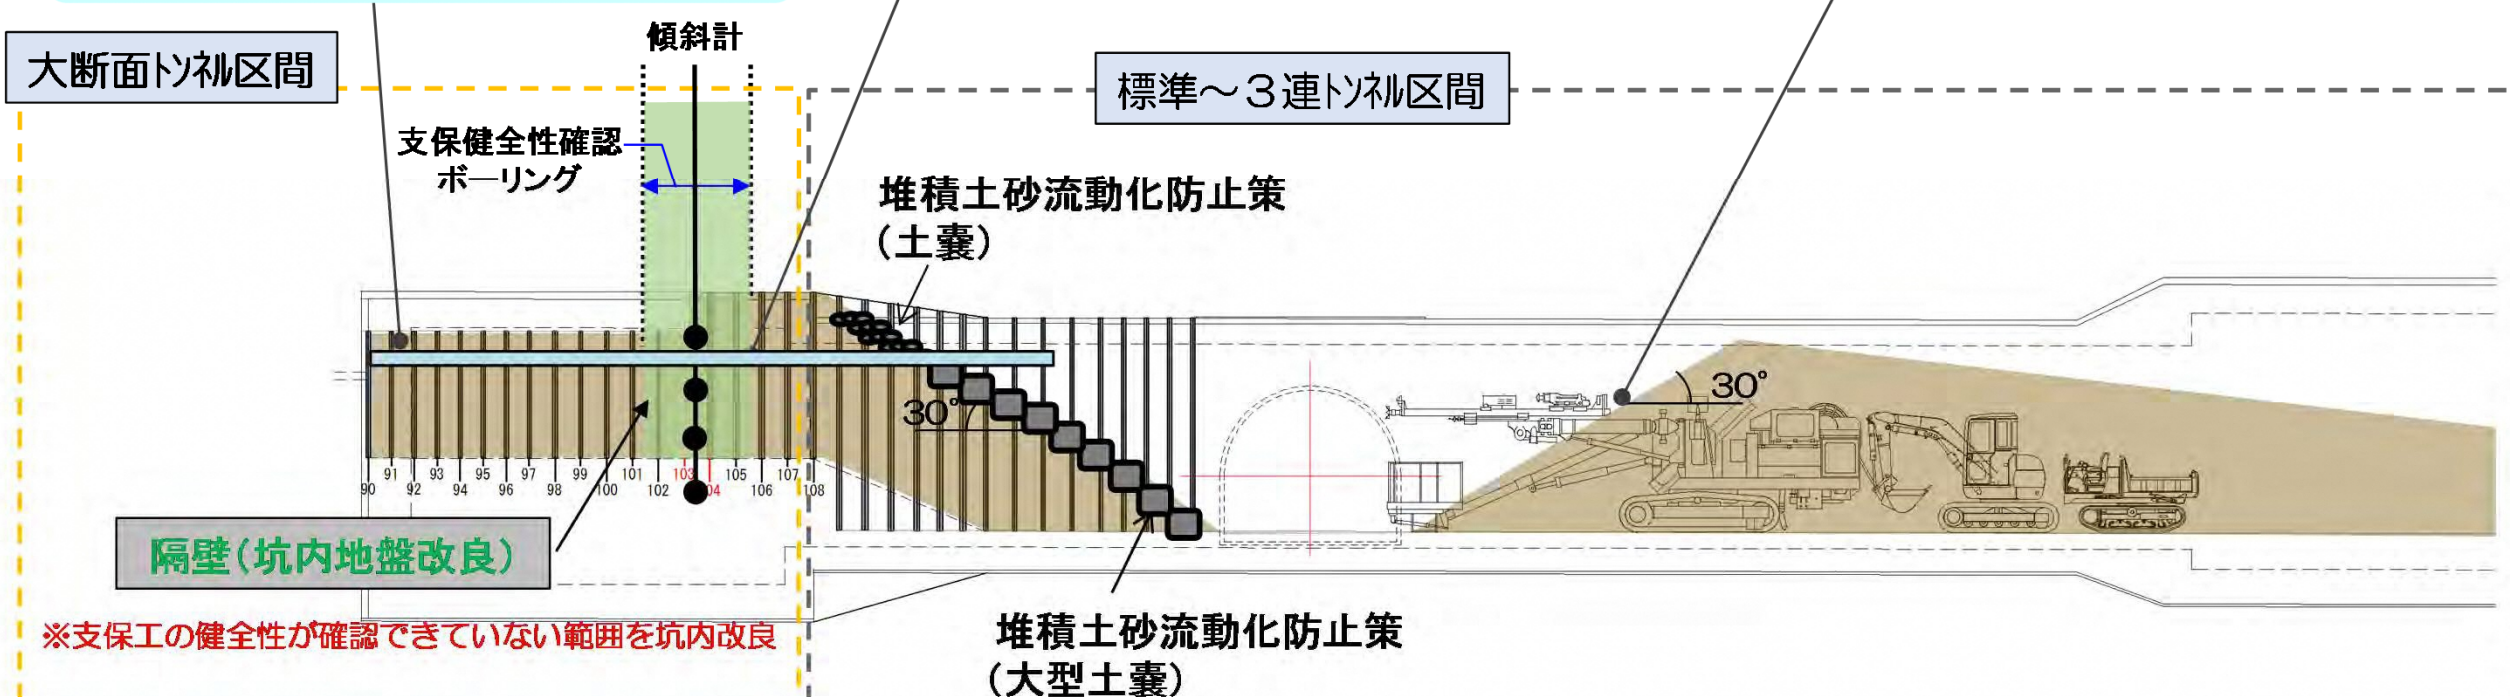 傾斜計
大断面トンネル区間
標準～3連トンネル区間
支保健全性確認
ボーリング
堆積土砂流動化防止策
(土嚢)
30°
30°
90 91 92 93 94 95 96 97 98 99 100 101 102 103 104 105 106 107 108
隔壁(坑内地盤改良)
※支保工の健全性が確認できていない範囲を坑内改良
堆積土砂流動化防止策
(大型土嚢)